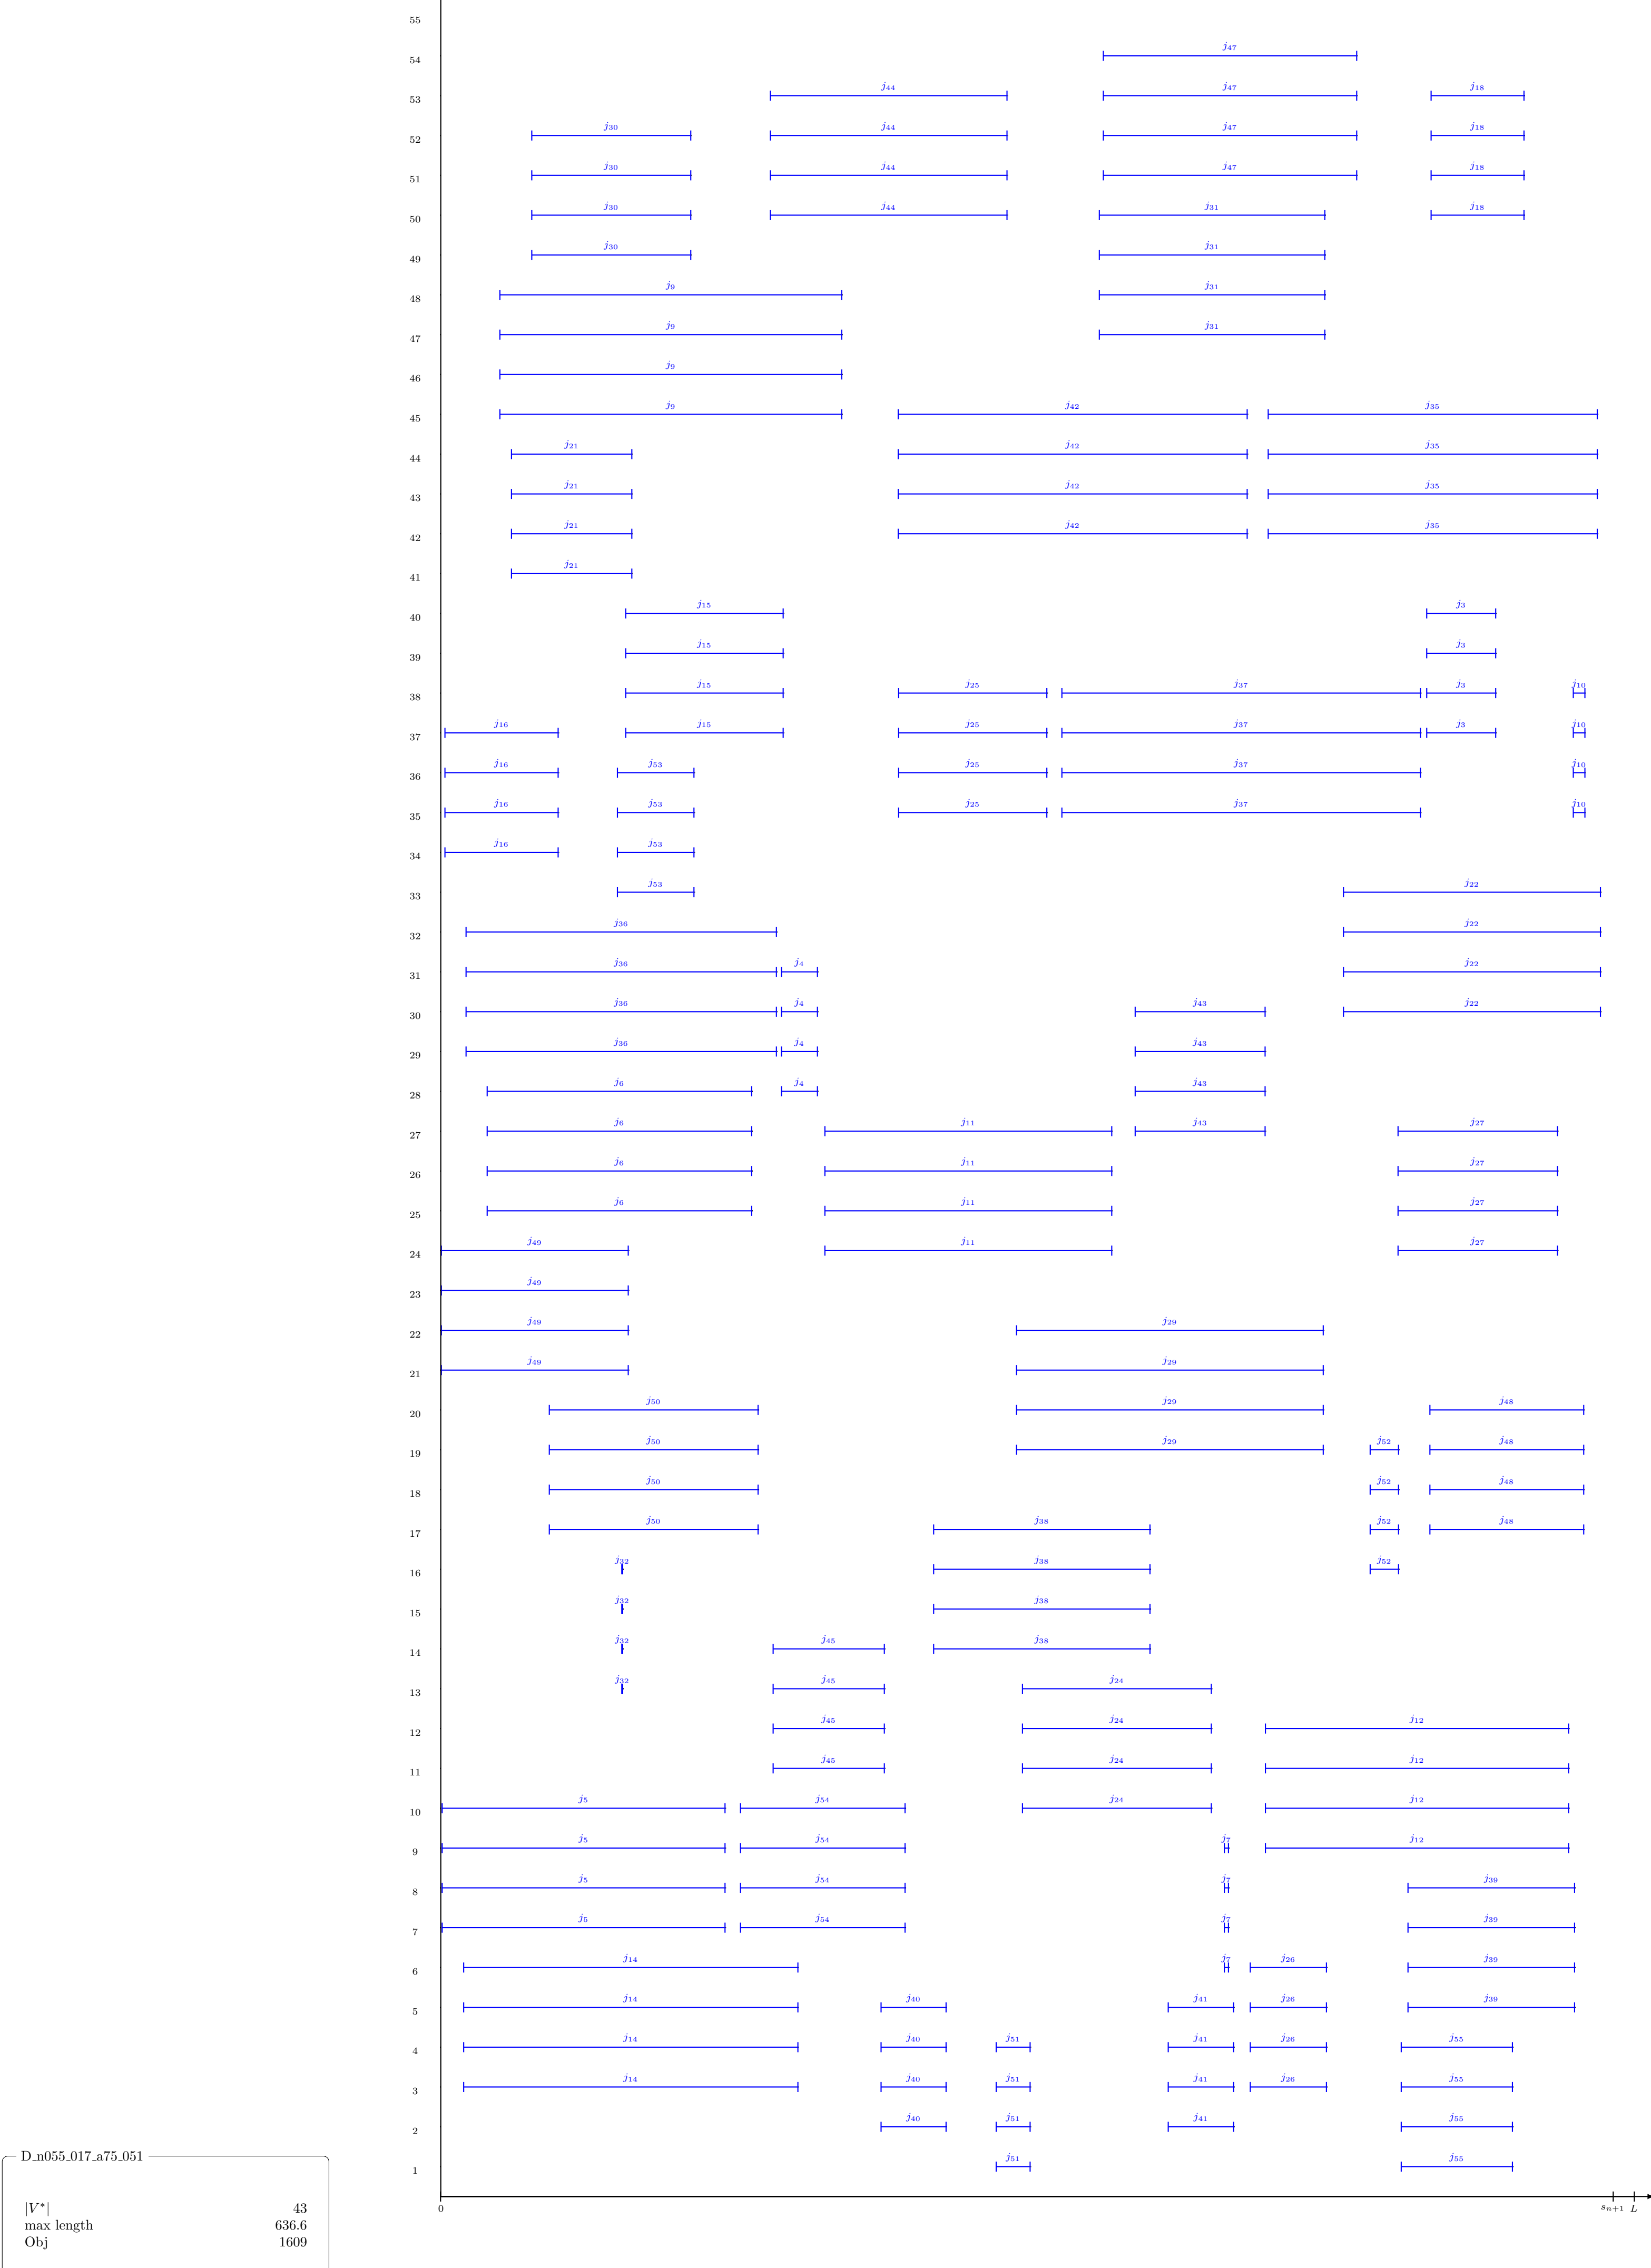 55
54 j47
53 j44 j47 j18
52 j30 j44 j47 j18
51 j30 j44 j47 j18
50 j30 j44 j31 j18
49 j30 j31
48 j9 j31
47 j9 j31
46 j9
45 j9 j42 j35
44 j21 j42 j35
43 j21 j42 j35
42 j21 j42 j35
41 j21
40 j15 j3
39 j15 j3
38 j15 j25 j37 j3 j10
37 j16 j15 j25 j37 j3 j10
36 j16 j53 j25 j37 j10
35 j16 j53 j25 j37 j10
34 j16 j53
33 j53 j22
32 j36 j22
31 j36 j4 j22
30 j36 j4 j43 j22
29 j36 j4 j43
28 j6 j4 j43
27 j6 j11 j43 j27
26 j6 j11 j27
25 j6 j11 j27
24 j49 j11 j27
23 j49
22 j49 j29
21 j49 j29
20 j50 j29 j48
19 j50 j29 j52 j48
18 j50 j52 j48
17 j50 j38 j52 j48
16 j32 j38 j52
15 j32 j38
14 j32 j45 j38
13 j32 j45 j24
12 j45 j24 j12
11 j45 j24 j12
10 j5 j54 j24 j12
9 j5 j54 j7 j12
8 j5 j54 j7 j39
7 j5 j54 j7 j39
6 j14 j7 j26 j39
5 j14 j40 j41 j26 j39
4 j14 j40 j51 j41 j26 j55
3 j14 j40 j51 j41 j26 j55
2 j40 j51 j41 j55
1 j51 j55
0 sn+1 L
D_n055_017_a75_051
|V*| 43
max length 636.6
Obj 1609